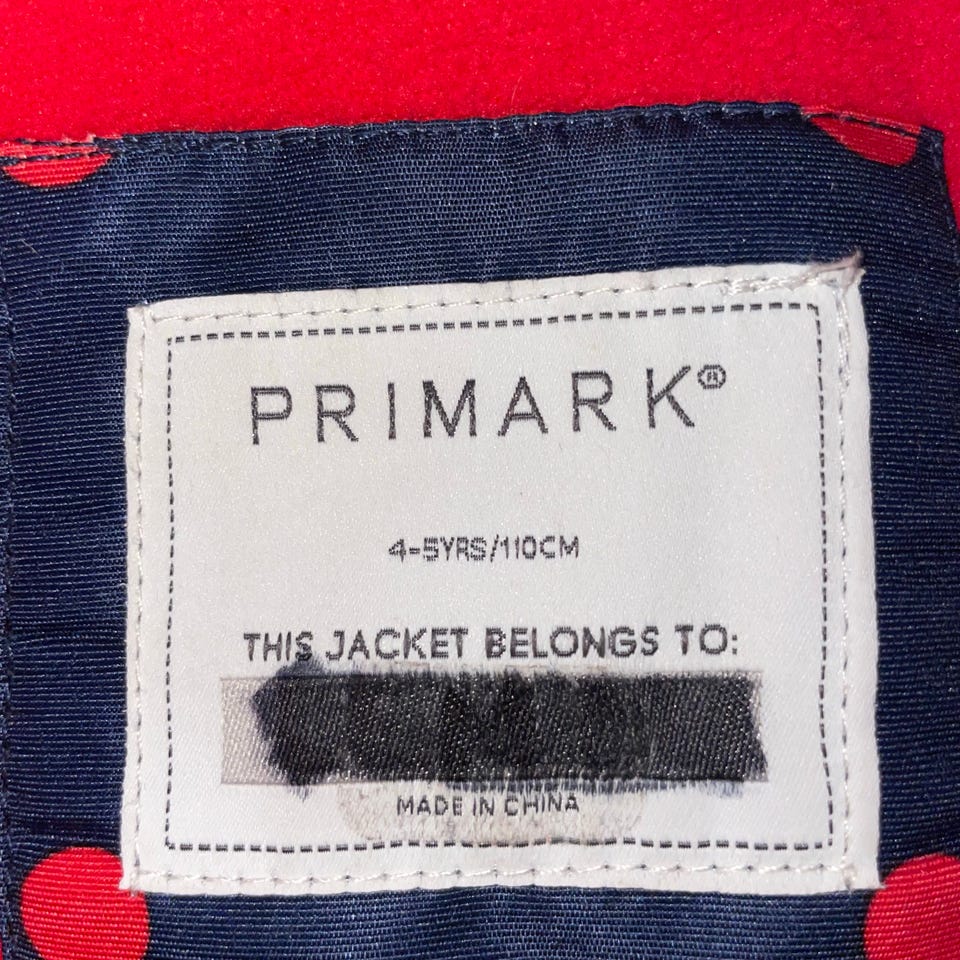 PRIMARK®
4-5YRS/110CM
THIS JACKET BELONGS TO:
MADE IN CHINA